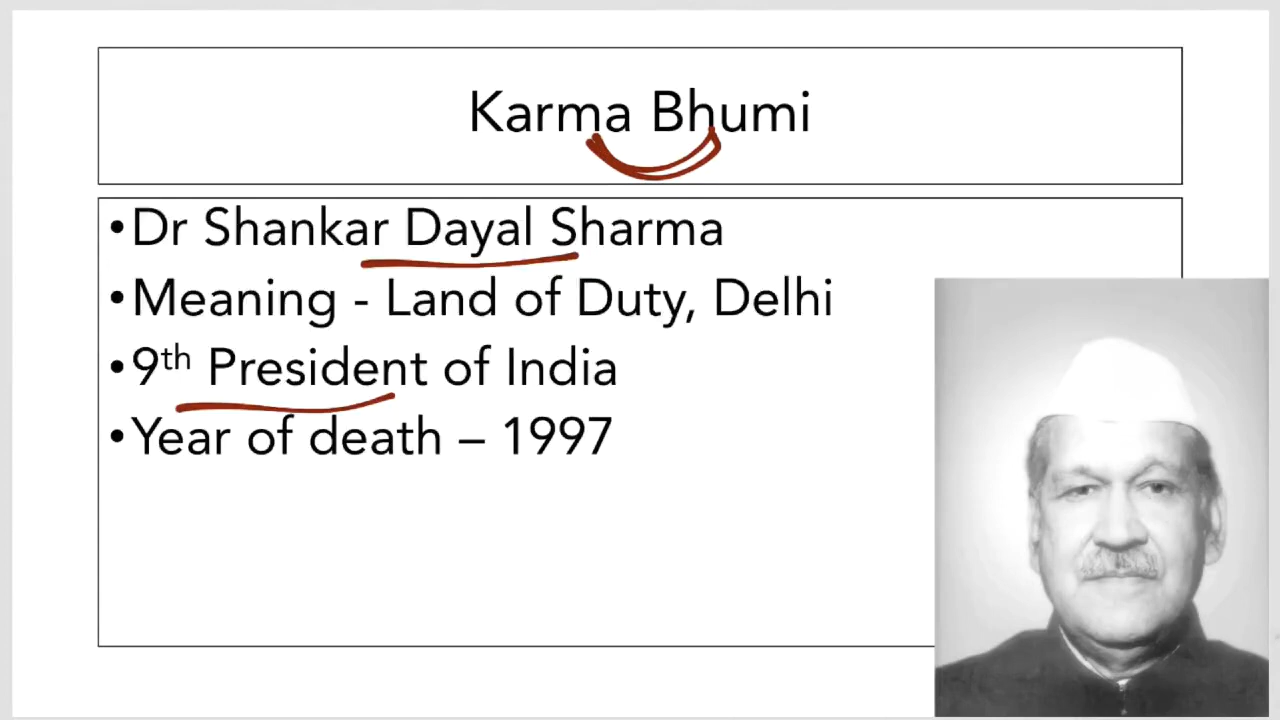 Karma Bhumi
•Dr Shankar Dayal Sharma
•Meaning - Land of Duty, Delhi
•9th President of India
•Year of death – 1997